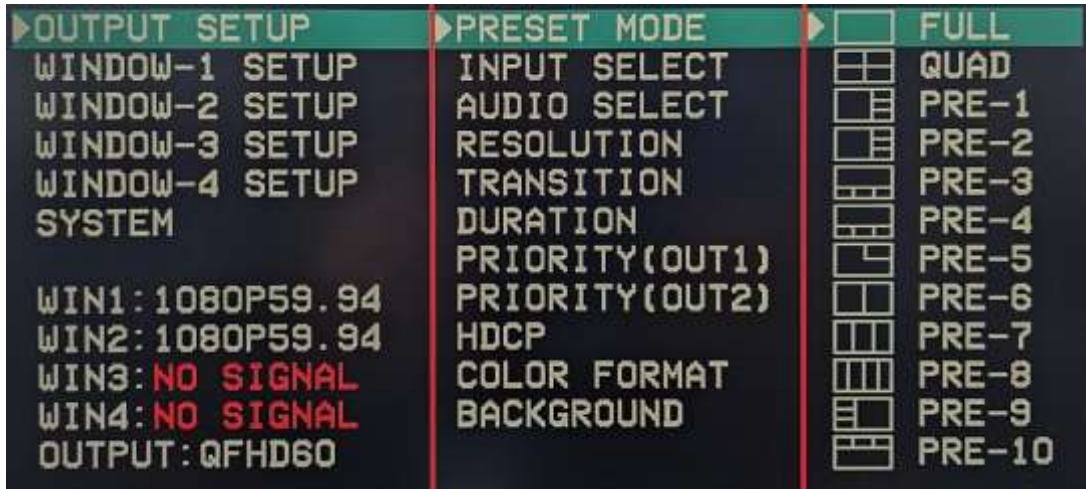 OUTPUT SETUP
WINDOW-1 SETUP
WINDOW-2 SETUP
WINDOW-3 SETUP
WINDOW-4 SETUP
SYSTEM
WIN1:1080P59.94
WIN2:1080P59.94
WIN3:NO SIGNAL
WIN4:NO SIGNAL
OUTPUT:QFHD60
PRESET MODE
INPUT SELECT
AUDIO SELECT
RESOLUTION
TRANSITION
DURATION
PRIORITY(OUT1)
PRIORITY(OUT2)
HDCP
COLOR FORMAT
BACKGROUND
FULL
QUAD
PRE-1
PRE-2
PRE-3
PRE-4
PRE-5
PRE-6
PRE-7
PRE-8
PRE-9
PRE-10